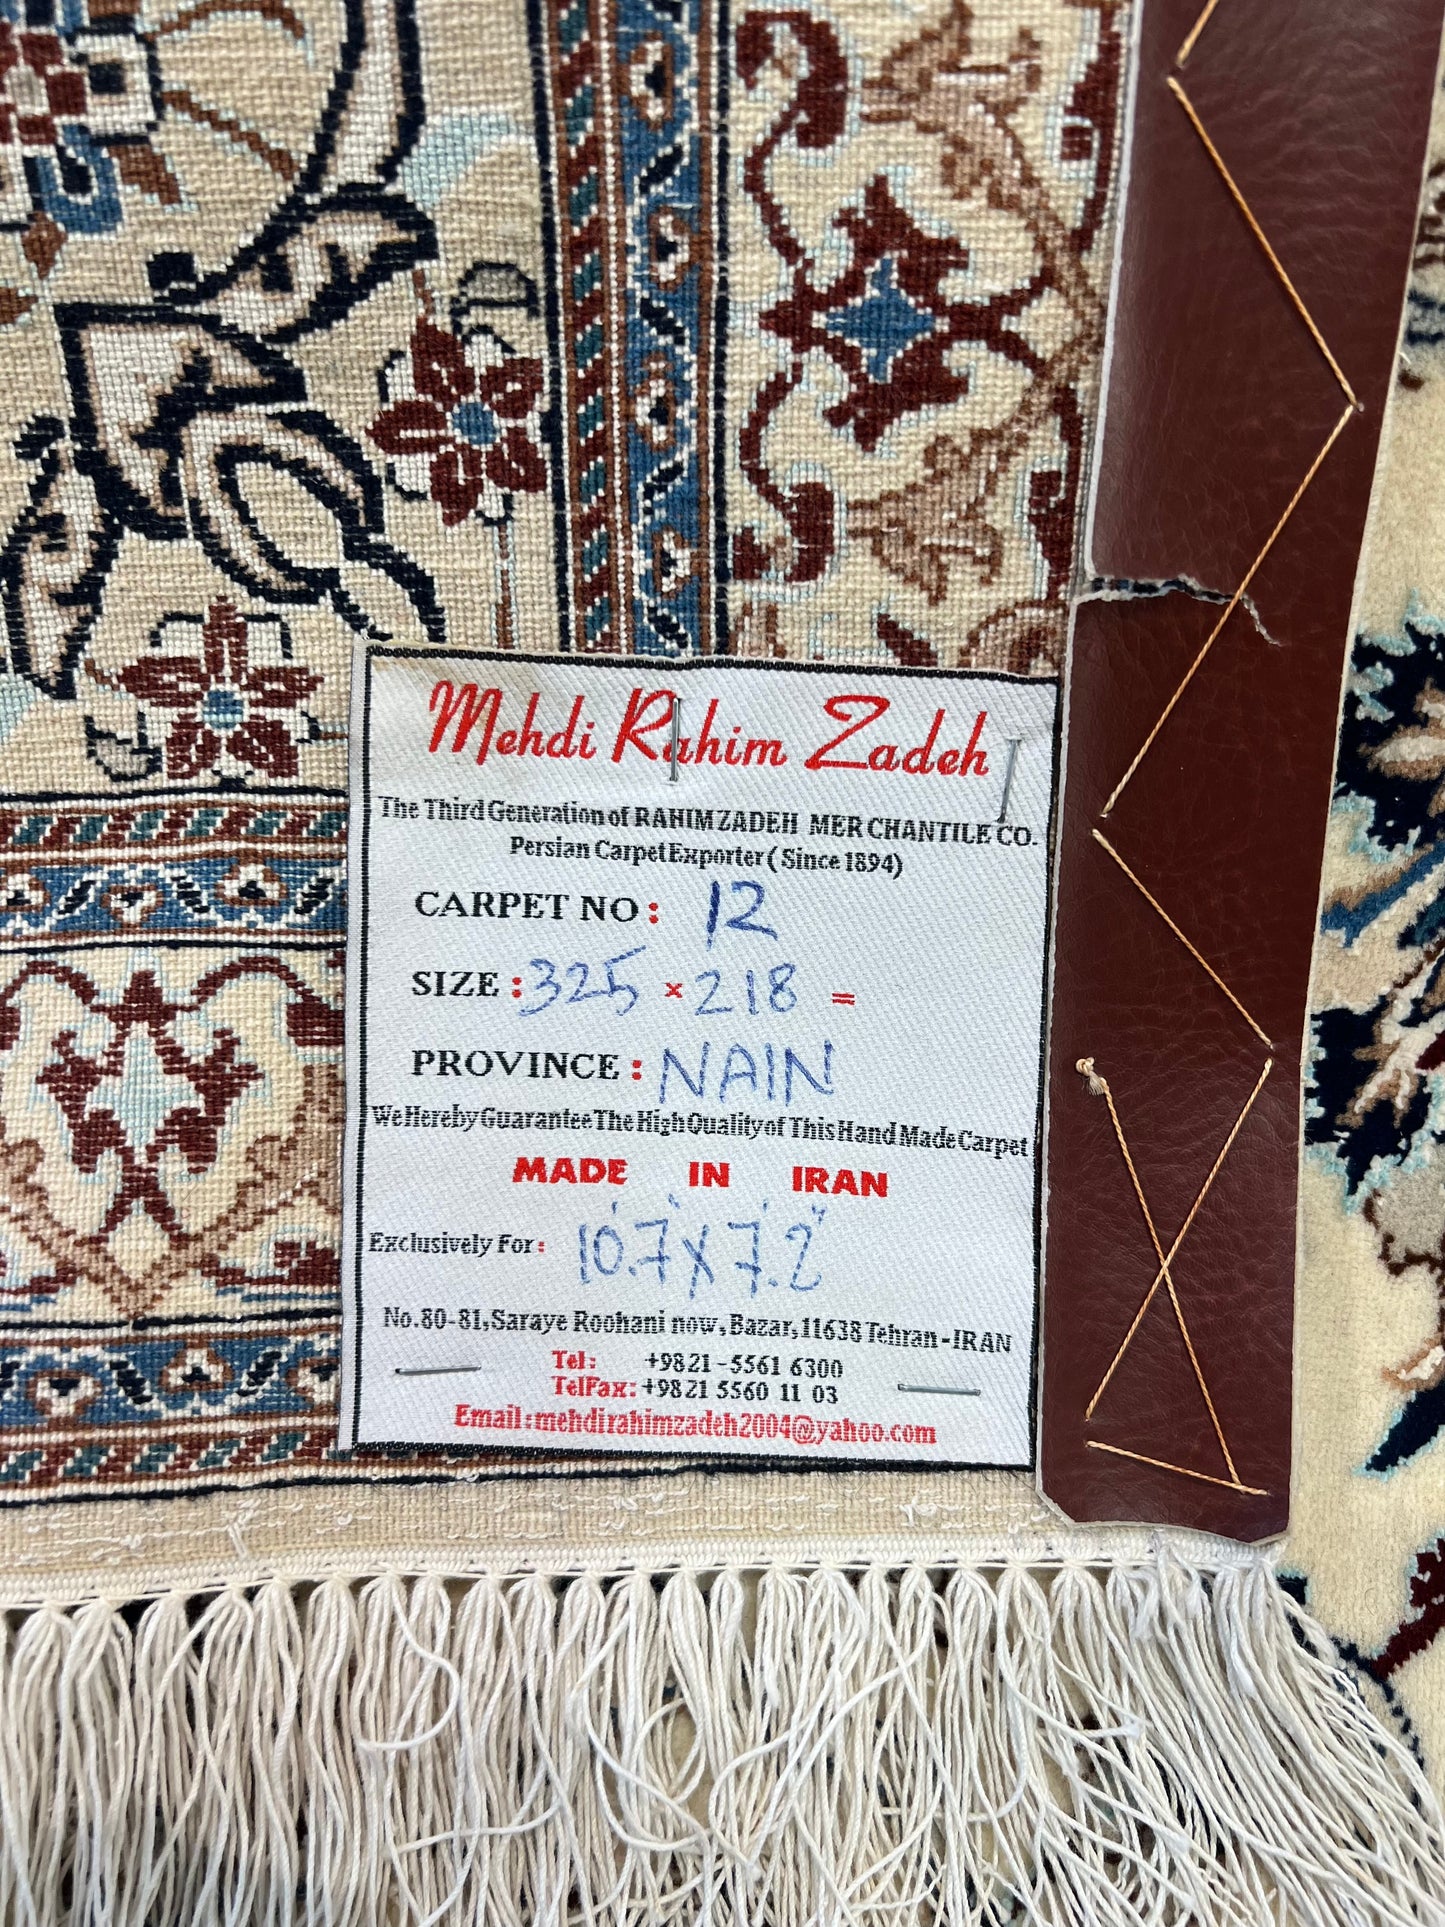 Mehdi Rahim Zadeh
The Third Generation of RAHIMZADEH MERCHANTILE CO.
Persian Carpet Exporter ( Since 1894)
CARPET NO : 12
SIZE : 325 × 218 =
PROVINCE : NAIN
We Hereby Guarantee The High Quality of This Hand Made Carpet
MADE IN IRAN
Exclusively For: 10'.7" X 7'.2"
No.80-81,Saraye Roohani now,Bazar,11638 Tehran-IRAN
Tel: +9821-5561 6300
TelFax: +9821 5560 11 03
Email:mehdirahimzadeh2004@yahoo.com